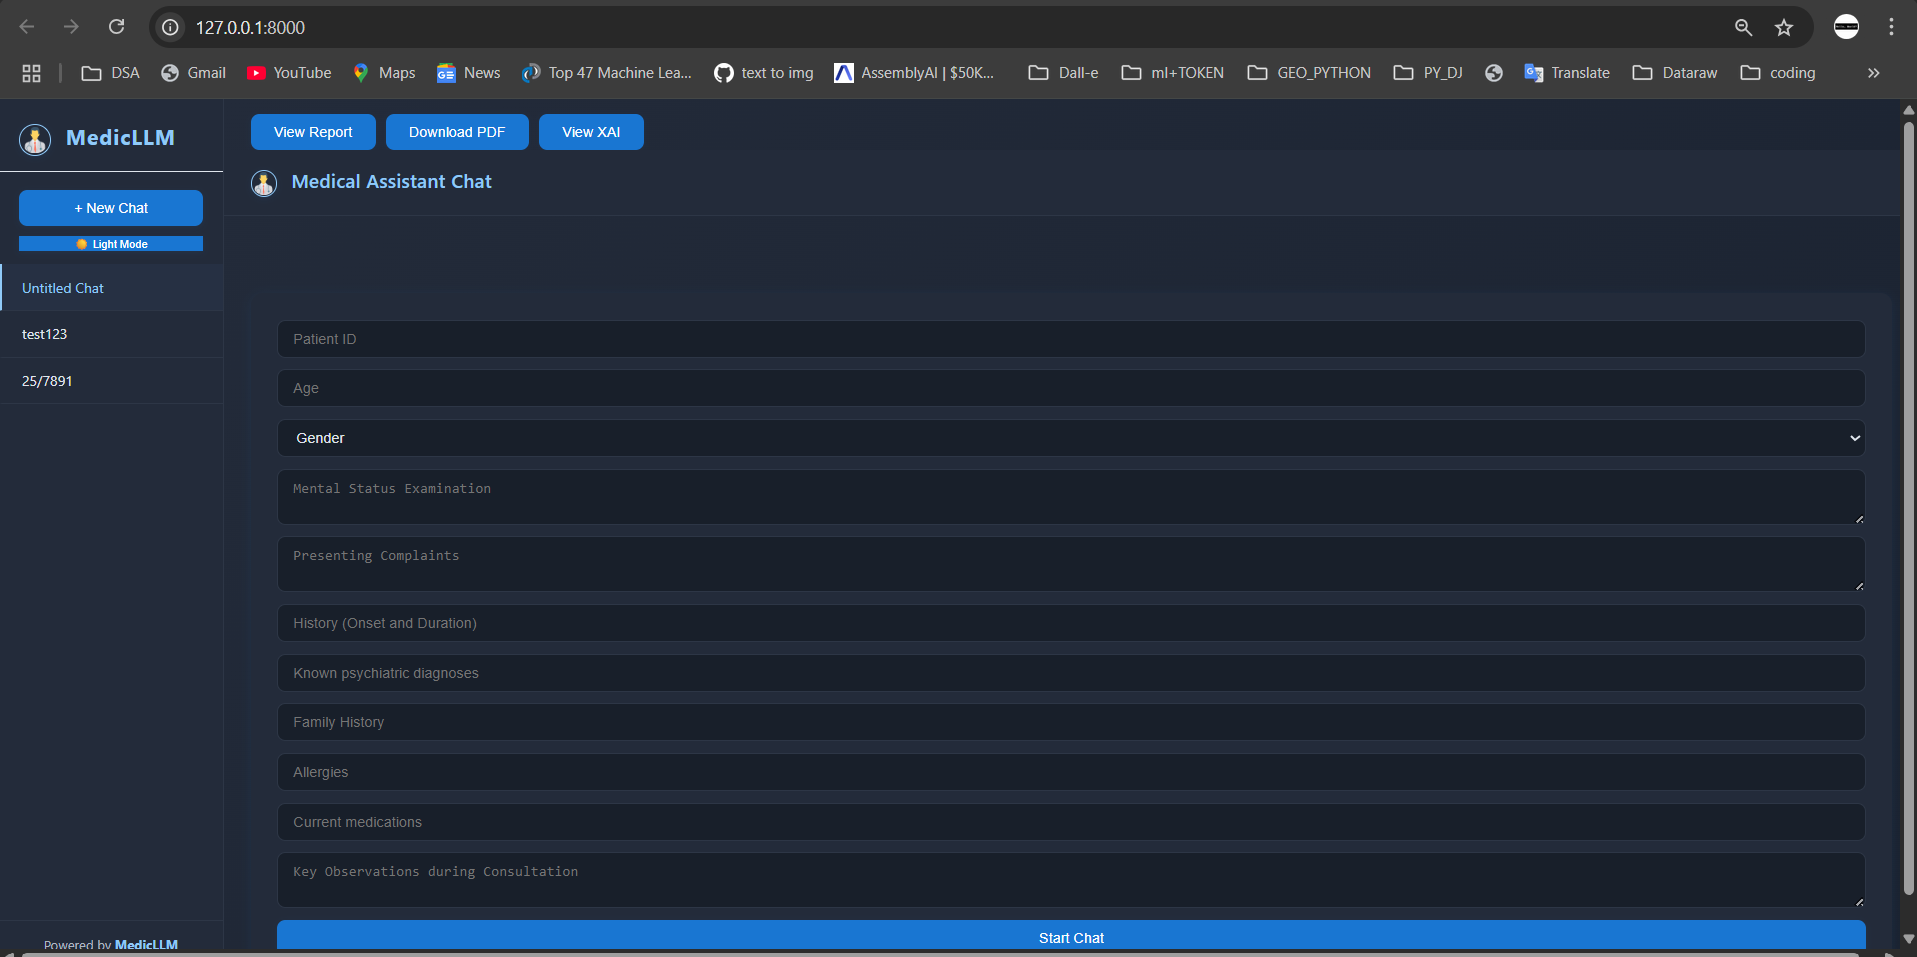 127.0.0.1:8000
DSA Gmail YouTube Maps News Top 47 Machine Lea... text to img AssemblyAI | $50K... Dall-e ml+TOKEN GEO_PYTHON PY_DJ Translate Dataraw coding »
MedicLLM
+ New Chat
Light Mode
Untitled Chat
test123
25/7891
Powered by MedicLLM
View Report Download PDF View XAI
Medical Assistant Chat
Patient ID
Age
Gender
Mental Status Examination
Presenting Complaints
History (Onset and Duration)
Known psychiatric diagnoses
Family History
Allergies
Current medications
Key Observations during Consultation
Start Chat